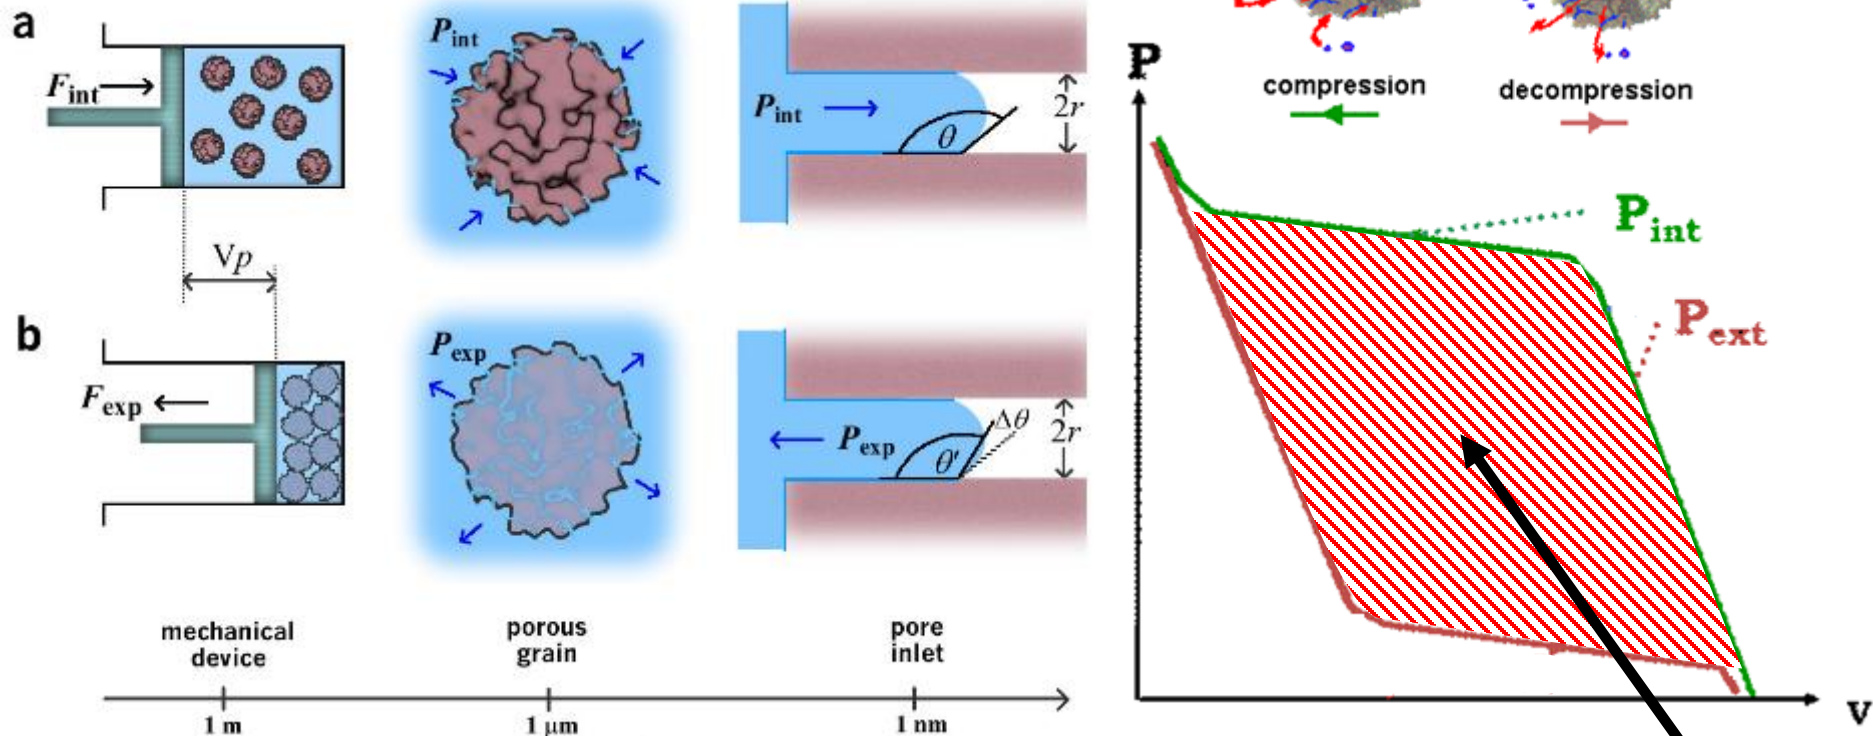 a
F_int
P_int
P_int
θ
2r
Vp
b
F_exp
P_exp
P_exp
θ'
Δθ
2r
mechanical
device
porous
grain
pore
inlet
1 m
1 μm
1 nm
P
compression
decompression
P_int
P_ext
V